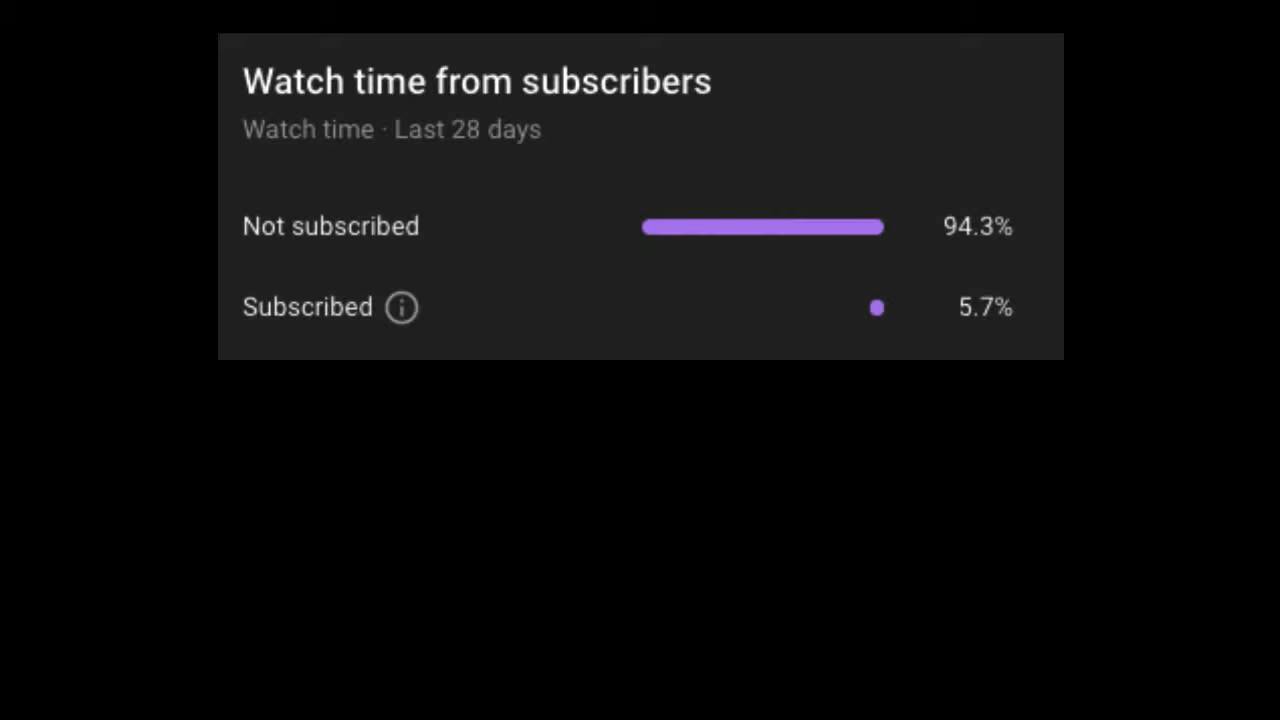 Watch time from subscribers
Watch time · Last 28 days
Not subscribed 94.3%
Subscribed 5.7%